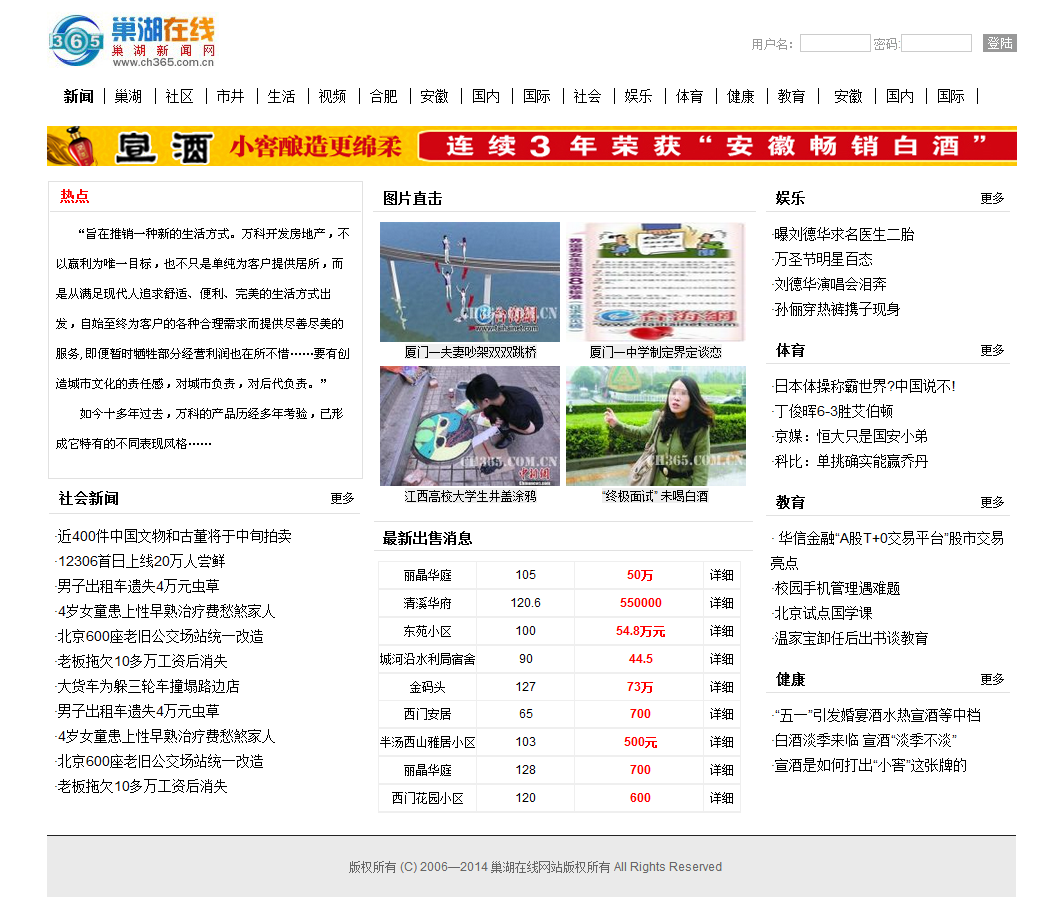 365
巢湖在线
巢湖新闻网
www.ch365.com.cn
用户名：
密码:
登陆
新闻 巢湖 社区 市井 生活 视频 合肥 安徽 国内 国际 社会 娱乐 体育 健康 教育 安徽 国内 国际
宣酒 小窖酿造更绵柔 连续3年荣获“安徽畅销白酒”
热点
“旨在推销一种新的生活方式。万科开发房地产，不
以赢利为唯一目标，也不只是单纯为客户提供居所，而
是从满足现代人追求舒适、便利、完美的生活方式出
发，自始至终为客户的各种合理需求而提供尽善尽美的
服务,即便暂时牺牲部分经营利润也在所不惜……要有创
造城市文化的责任感，对城市负责，对后代负责。”
如今十多年过去，万科的产品历经多年考验，已形
成它特有的不同表现风格……
社会新闻 更多
·近400件中国文物和古董将于中旬拍卖
·12306首日上线20万人尝鲜
·男子出租车遗失4万元虫草
·4岁女童患上性早熟治疗费愁煞家人
·北京600座老旧公交场站统一改造
·老板拖欠10多万工资后消失
·大货车为躲三轮车撞塌路边店
·男子出租车遗失4万元虫草
·4岁女童患上性早熟治疗费愁煞家人
·北京600座老旧公交场站统一改造
·老板拖欠10多万工资后消失
图片直击
CH365.COM.CN
厦门一夫妻吵架双双跳桥
厦门一中学制定界定谈恋
CH365.COM.CN
CH365.COM.CN
江西高校大学生井盖涂鸦
“终极面试” 未喝白酒
最新出售消息
丽晶华庭 105 50万 详细
清溪华府 120.6 550000 详细
东苑小区 100 54.8万元 详细
城河沿水利局宿舍 90 44.5 详细
金码头 127 73万 详细
西门安居 65 700 详细
半汤西山雅居小区 103 500元 详细
丽晶华庭 128 700 详细
西门花园小区 120 600 详细
娱乐 更多
·曝刘德华求名医生二胎
·万圣节明星百态
·刘德华演唱会泪奔
·孙俪穿热裤携子现身
体育 更多
·日本体操称霸世界?中国说不!
·丁俊晖6-3胜艾伯顿
·京媒：恒大只是国安小弟
·科比：单挑确实能赢乔丹
教育 更多
· 华信金融“A股T+0交易平台”股市交易
亮点
·校园手机管理遇难题
·北京试点国学课
·温家宝卸任后出书谈教育
健康 更多
·“五一”引发婚宴酒水热宣酒等中档
·白酒淡季来临 宣酒“淡季不淡”
·宣酒是如何打出“小窖”这张牌的
版权所有 (C) 2006—2014 巢湖在线网站版权所有 All Rights Reserved